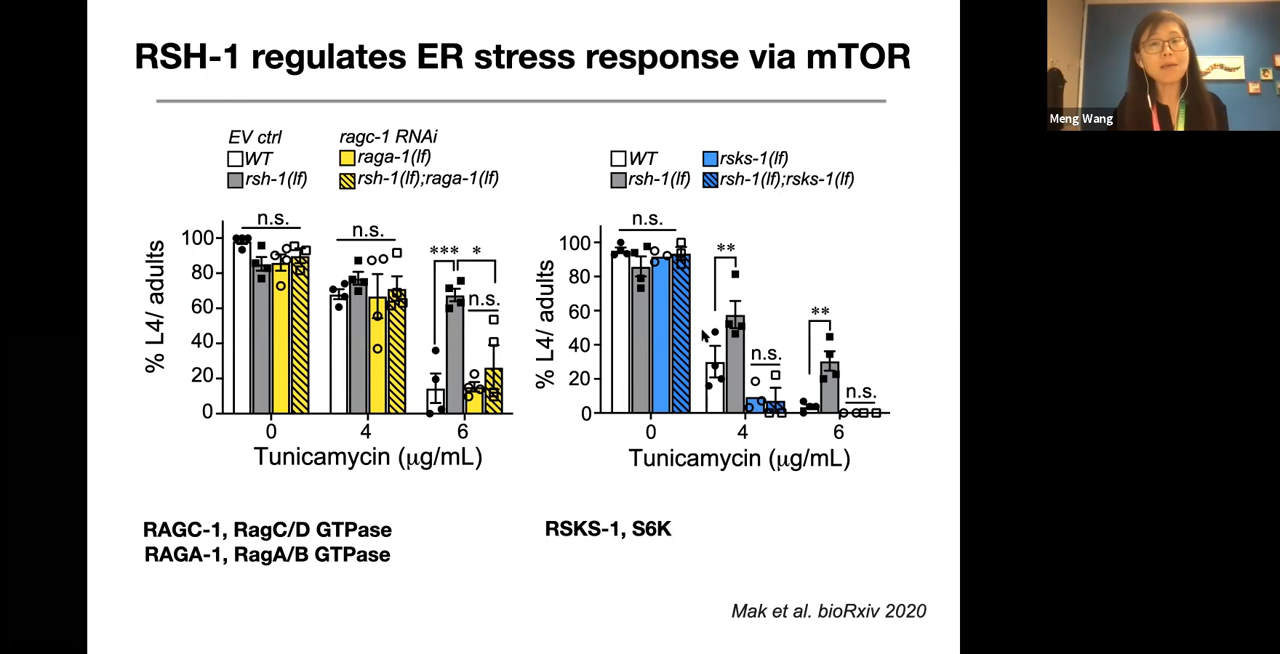 RSH-1 regulates ER stress response via mTOR
EV ctrl
WT
rsh-1(lf)
ragc-1 RNAi
raga-1(lf)
rsh-1(lf);raga-1(lf)
% L4/ adults
100
80
60
40
20
0
n.s.
n.s.
***
*
n.s.
0
4
6
Tunicamycin (μg/mL)
WT
rsh-1(lf)
rsks-1(lf)
rsh-1(lf);rsks-1(lf)
% L4/ adults
100
80
60
40
20
0
n.s.
**
n.s.
**
n.s.
0
4
6
Tunicamycin (μg/mL)
RAGC-1, RagC/D GTPase
RAGA-1, RagA/B GTPase
RSKS-1, S6K
Mak et al. bioRxiv 2020
Meng Wang